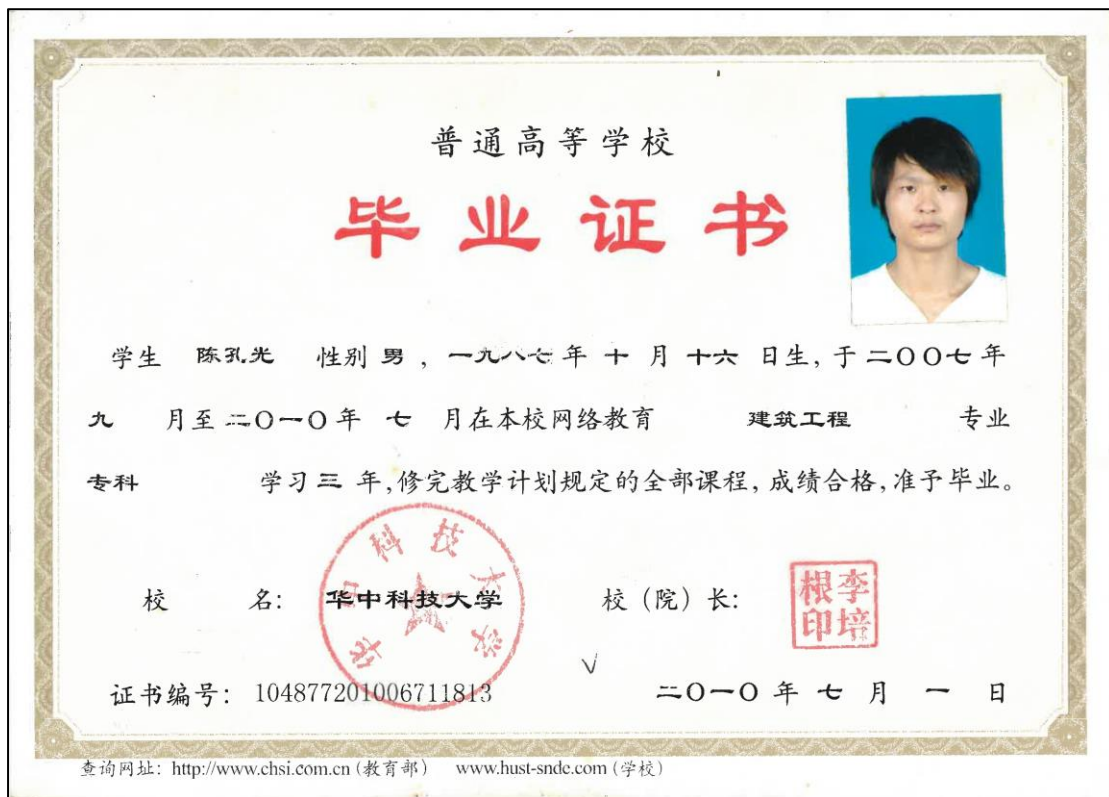 普通高等学校
毕业证书
学生 陈孔光 性别 男 ，一九八七 年 十 月 十六 日生，于 二〇〇七 年
九 月至 二〇一〇 年 七 月在本校网络教育 建筑工程 专业
专科 学习 三 年，修完教学计划规定的全部课程，成绩合格，准予毕业。
华中科技大学
校 名： 华中科技大学 校（院）长： 李培根印
证书编号： 104877201006711813 二〇一〇 年 七 月 一 日
查询网址：http://www.chsi.com.cn (教育部) www.hust-snde.com (学校)